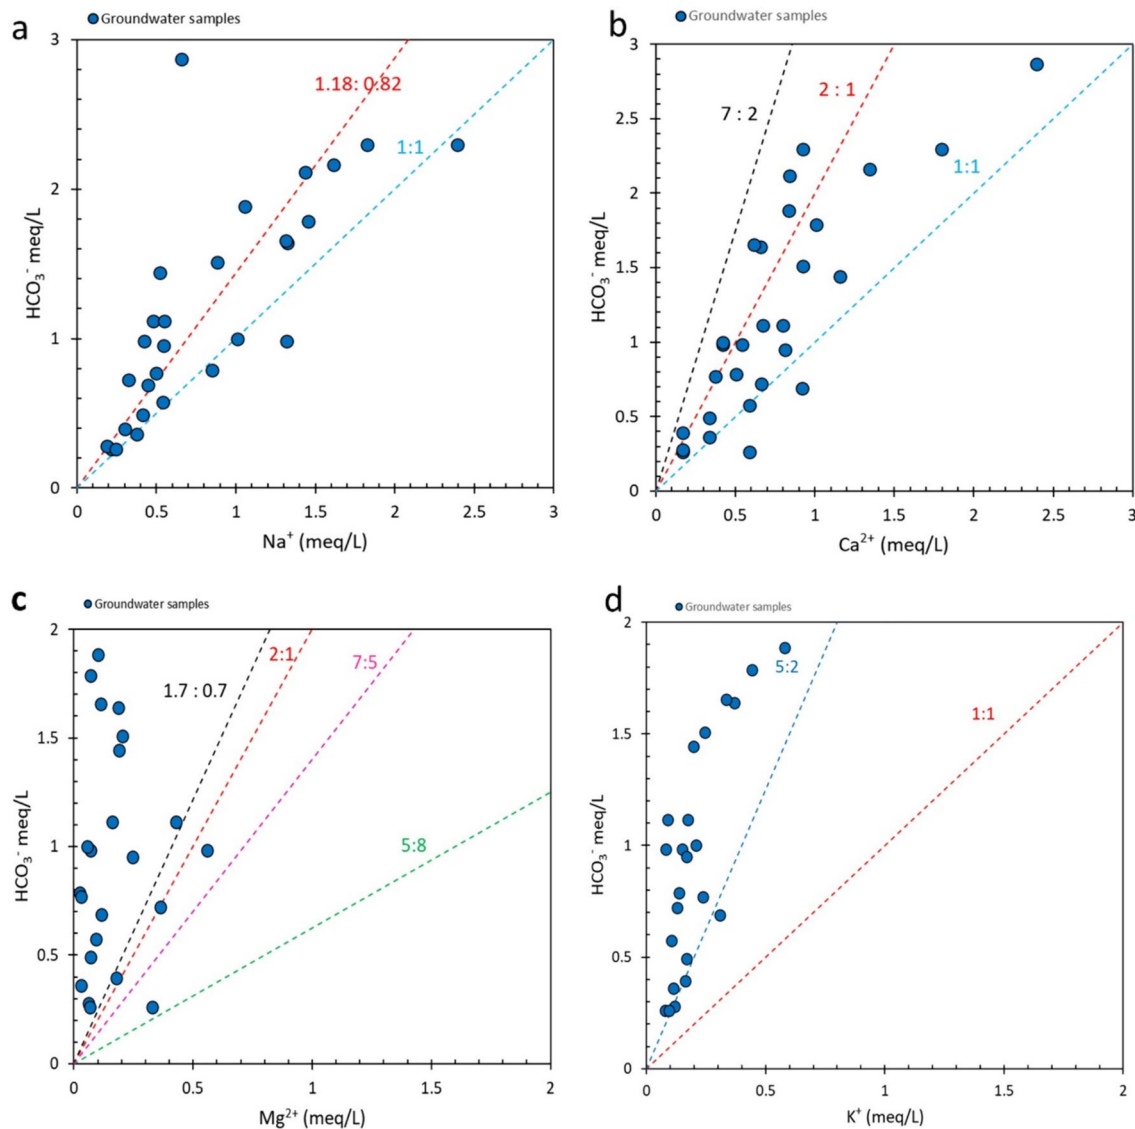 a
Groundwater samples
3
2
1
0
0
0.5
1
1.5
2
2.5
3
1.18: 0.82
1:1
HCO₃⁻ meq/L
Na⁺ (meq/L)
b
Groundwater samples
3
2.5
2
1.5
1
0.5
0
0
0.5
1
1.5
2
2.5
3
7 : 2
2 : 1
1:1
HCO₃⁻ meq/L
Ca²⁺ (meq/L)
c
Groundwater samples
2
1.5
1
0.5
0
0
0.5
1
1.5
2
1.7 : 0.7
2:1
7:5
5:8
HCO₃⁻ meq/L
Mg²⁺ (meq/L)
d
Groundwater samples
2
1.5
1
0.5
0
0
0.5
1
1.5
2
5:2
1:1
HCO₃⁻ meq/L
K⁺ (meq/L)